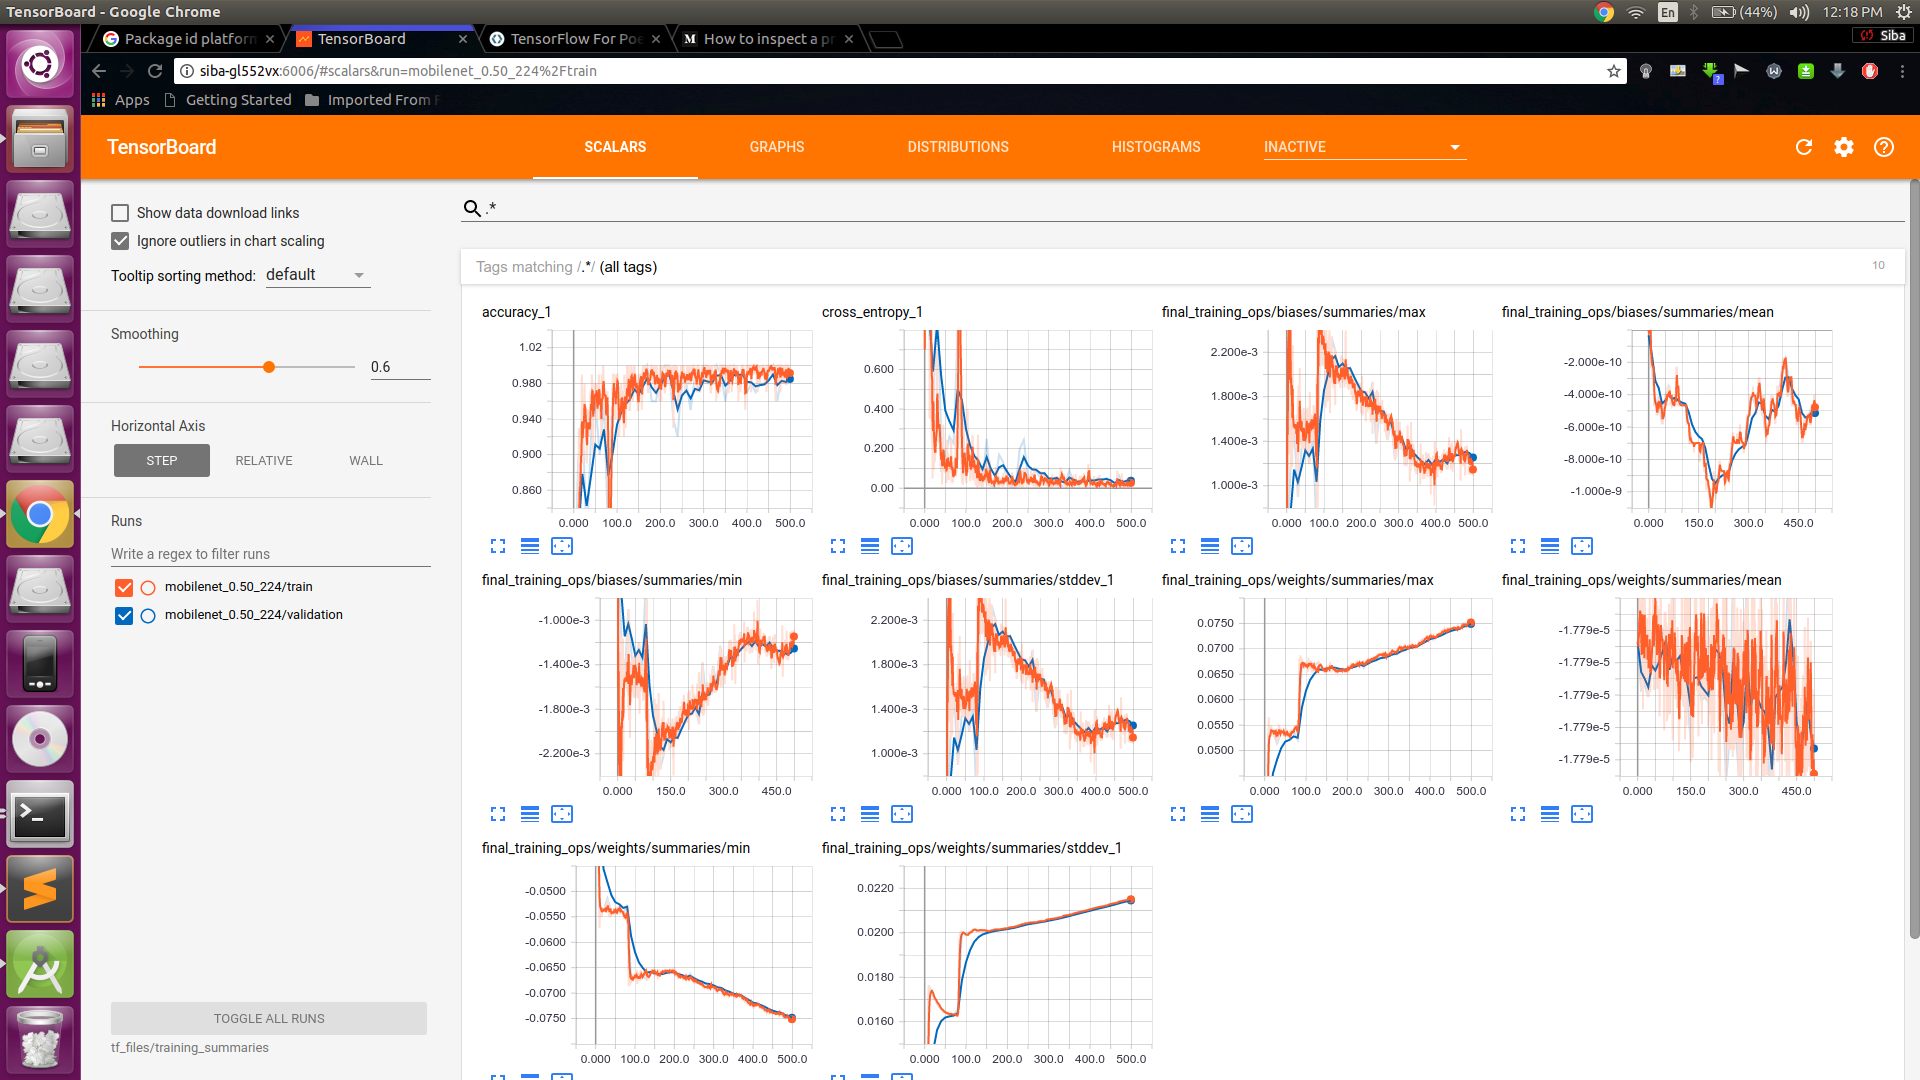 TensorBoard - Google Chrome
En (44%) 12:18 PM
Package id platforn
TensorBoard
TensorFlow For Poe
How to inspect a pr
Siba
siba-gl552vx:6006/#scalars&run=mobilenet_0.50_224%2Ftrain
Apps Getting Started Imported From F
TensorBoard SCALARS GRAPHS DISTRIBUTIONS HISTOGRAMS INACTIVE
Show data download links
Ignore outliers in chart scaling
Tooltip sorting method: default
Smoothing
0.6
Horizontal Axis
STEP RELATIVE WALL
Runs
Write a regex to filter runs
mobilenet_0.50_224/train
mobilenet_0.50_224/validation
TOGGLE ALL RUNS
tf_files/training_summaries
.*
Tags matching /.*/ (all tags) 10
accuracy_1
1.02
0.980
0.940
0.900
0.860
0.000 100.0 200.0 300.0 400.0 500.0
cross_entropy_1
0.600
0.400
0.200
0.00
0.000 100.0 200.0 300.0 400.0 500.0
final_training_ops/biases/summaries/max
2.200e-3
1.800e-3
1.400e-3
1.000e-3
0.000 100.0 200.0 300.0 400.0 500.0
final_training_ops/biases/summaries/mean
-2.000e-10
-4.000e-10
-6.000e-10
-8.000e-10
-1.000e-9
0.000 150.0 300.0 450.0
final_training_ops/biases/summaries/min
-1.000e-3
-1.400e-3
-1.800e-3
-2.200e-3
0.000 150.0 300.0 450.0
final_training_ops/biases/summaries/stddev_1
2.200e-3
1.800e-3
1.400e-3
1.000e-3
0.000 100.0 200.0 300.0 400.0 500.0
final_training_ops/weights/summaries/max
0.0750
0.0700
0.0650
0.0600
0.0550
0.0500
0.000 100.0 200.0 300.0 400.0 500.0
final_training_ops/weights/summaries/mean
-1.779e-5
-1.779e-5
-1.779e-5
-1.779e-5
-1.779e-5
0.000 150.0 300.0 450.0
final_training_ops/weights/summaries/min
-0.0500
-0.0550
-0.0600
-0.0650
-0.0700
-0.0750
0.000 100.0 200.0 300.0 400.0 500.0
final_training_ops/weights/summaries/stddev_1
0.0220
0.0200
0.0180
0.0160
0.000 100.0 200.0 300.0 400.0 500.0